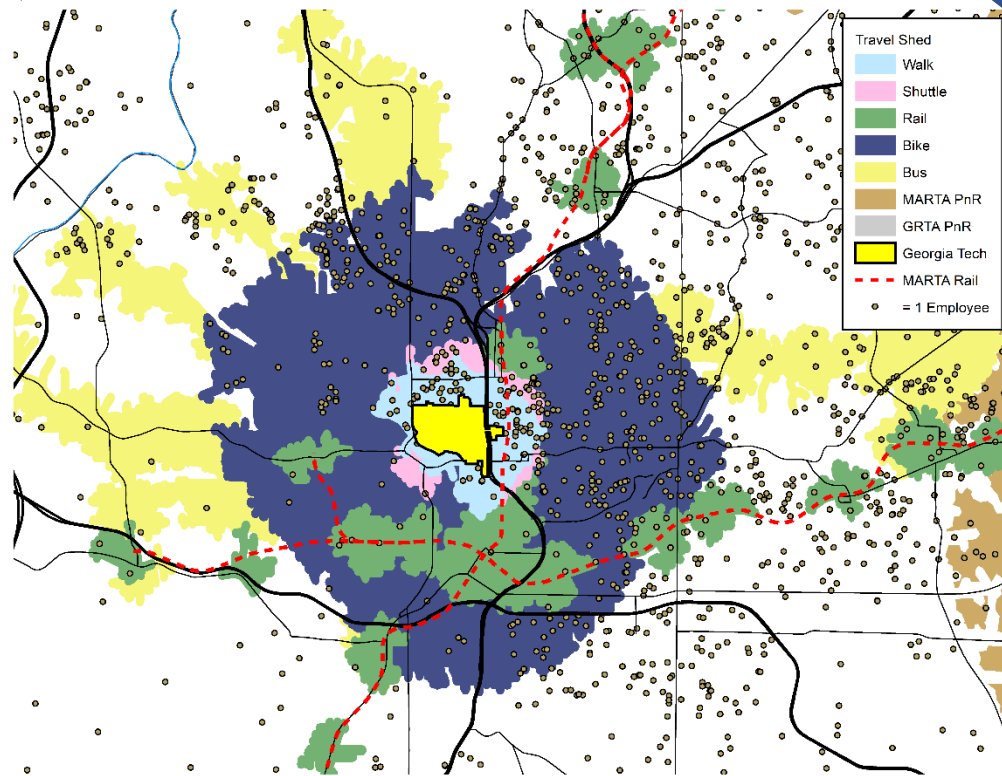 Travel Shed
Walk
Shuttle
Rail
Bike
Bus
MARTA PnR
GRTA PnR
Georgia Tech
MARTA Rail
= 1 Employee